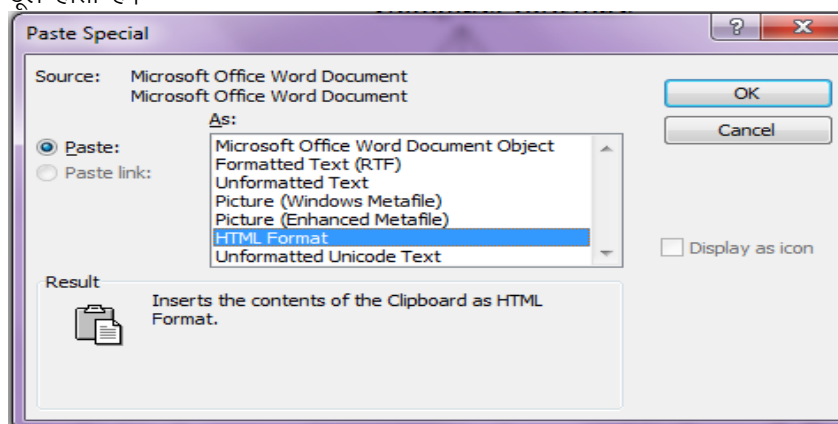 होता है।
Paste Special
Source: Microsoft Office Word Document
Microsoft Office Word Document
As:
Paste:
Paste link:
Microsoft Office Word Document Object
Formatted Text (RTF)
Unformatted Text
Picture (Windows Metafile)
Picture (Enhanced Metafile)
HTML Format
Unformatted Unicode Text
OK
Cancel
Display as icon
Result
Inserts the contents of the Clipboard as HTML
Format.